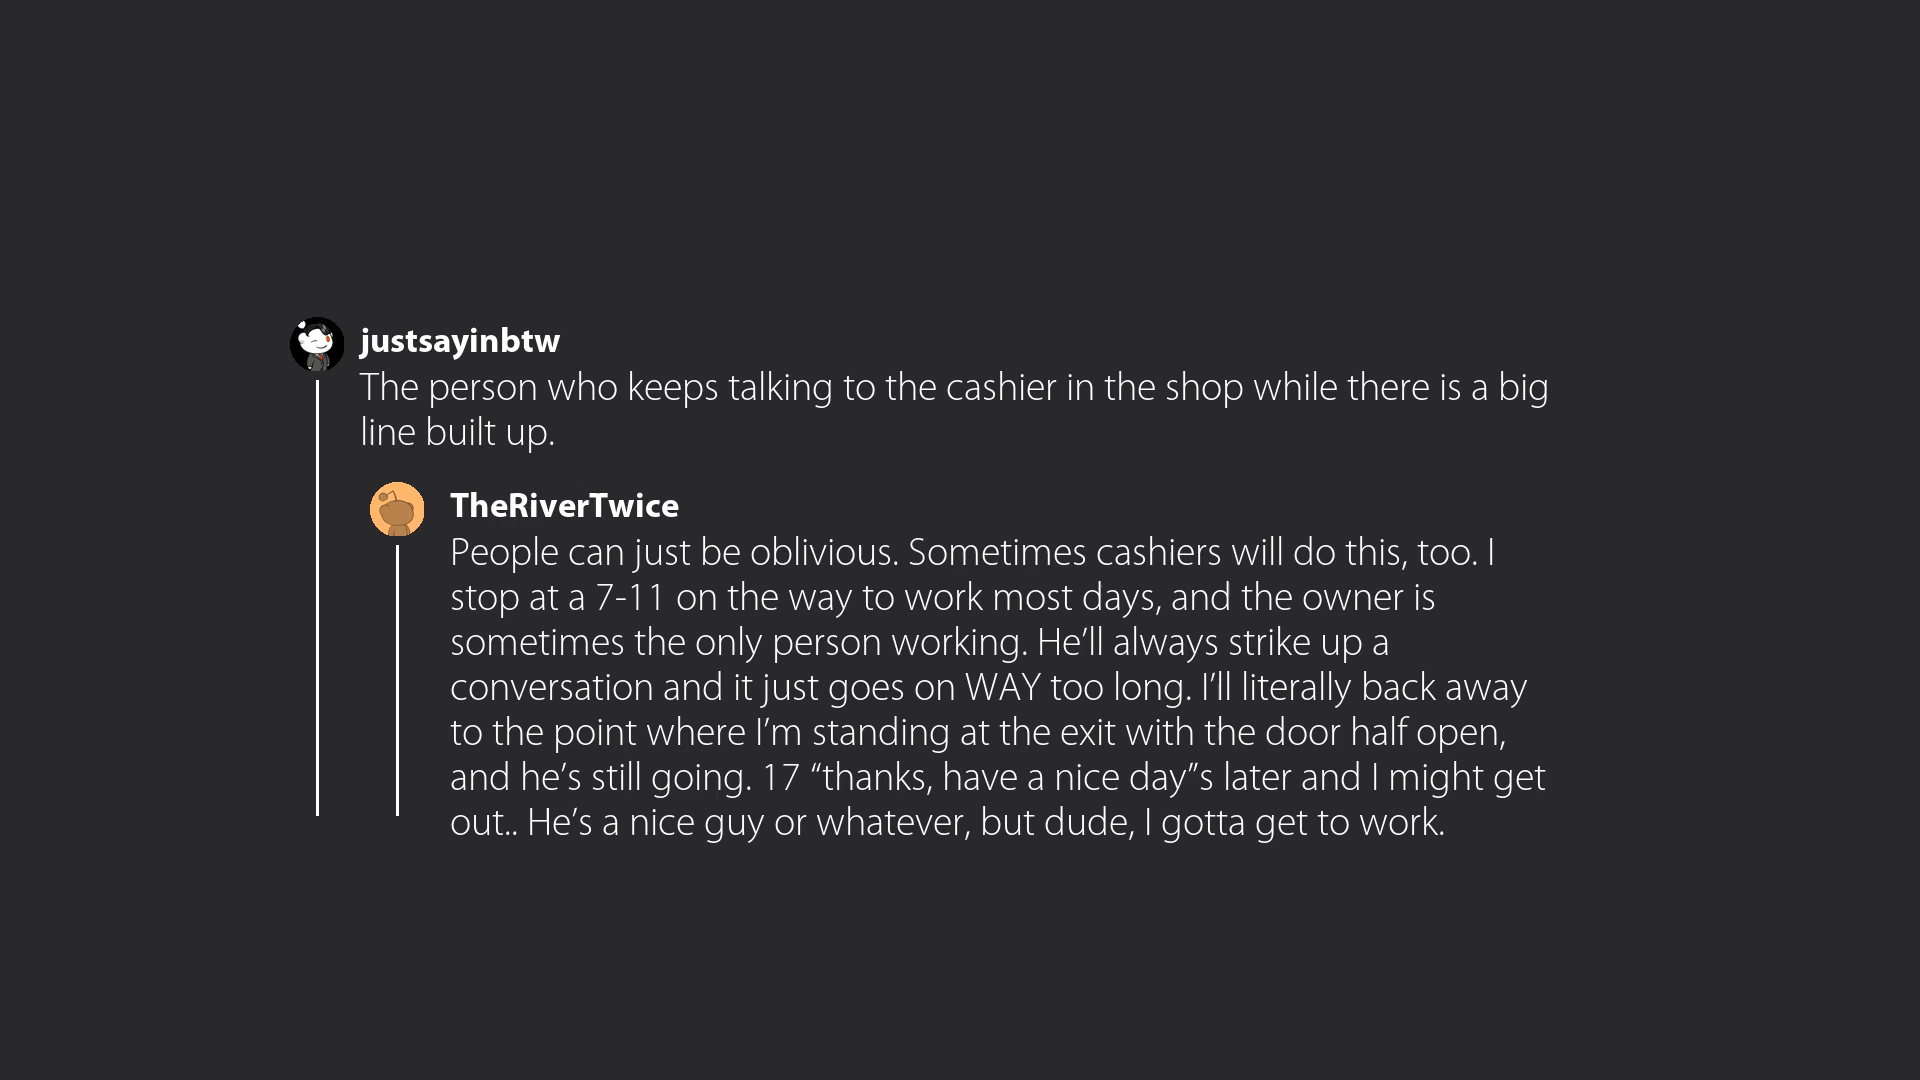 justsayinbtw
The person who keeps talking to the cashier in the shop while there is a big
line built up.
TheRiverTwice
People can just be oblivious. Sometimes cashiers will do this, too. I
stop at a 7-11 on the way to work most days, and the owner is
sometimes the only person working. He’ll always strike up a
conversation and it just goes on WAY too long. I’ll literally back away
to the point where I’m standing at the exit with the door half open,
and he’s still going. 17 “thanks, have a nice day”s later and I might get
out.. He’s a nice guy or whatever, but dude, I gotta get to work.